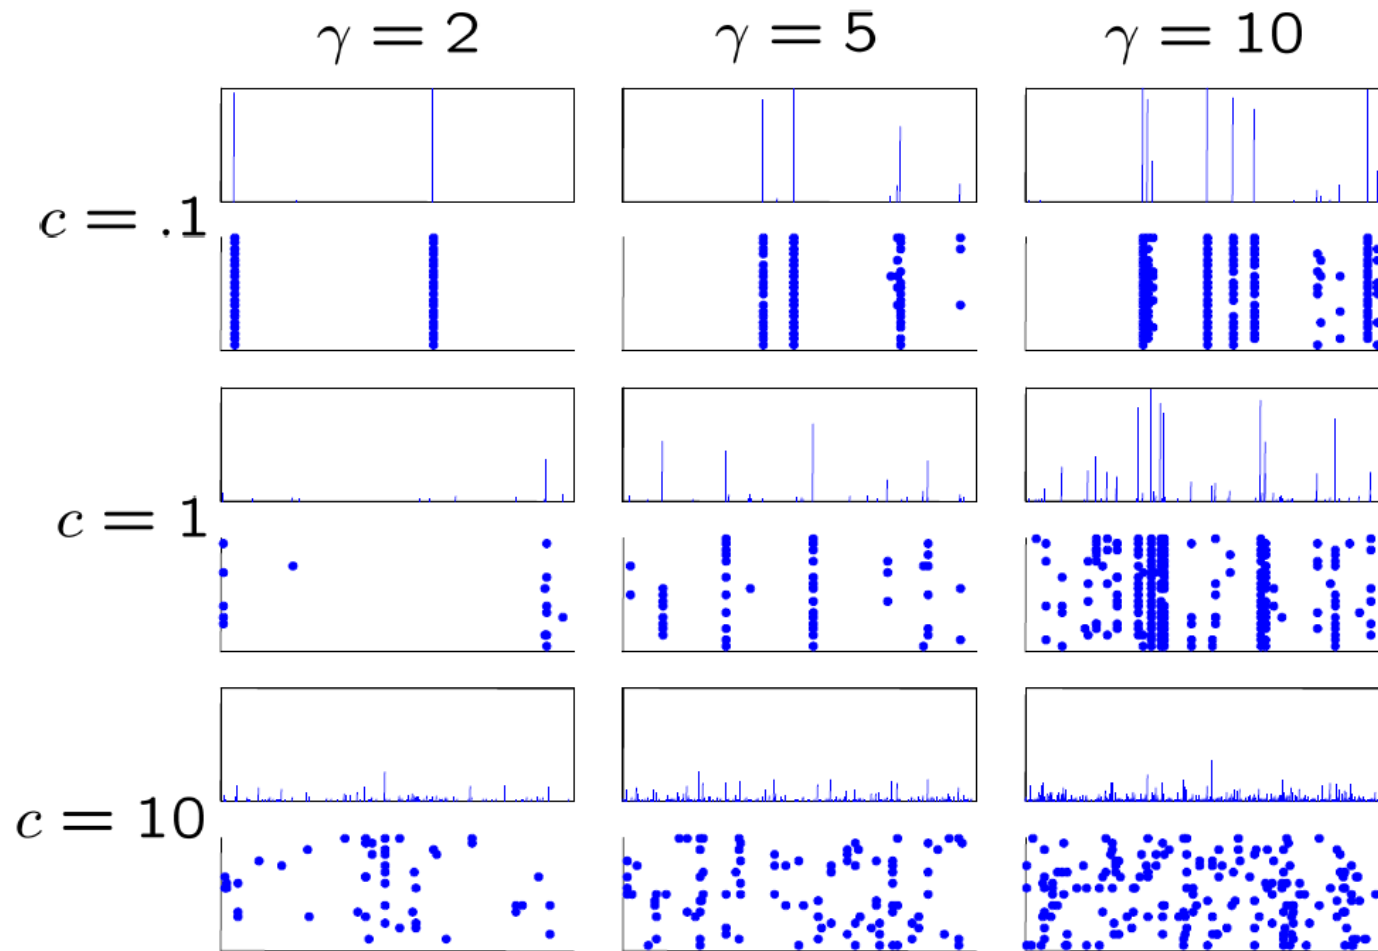 γ = 2 γ = 5 γ = 10
c = .1
c = 1
c = 10